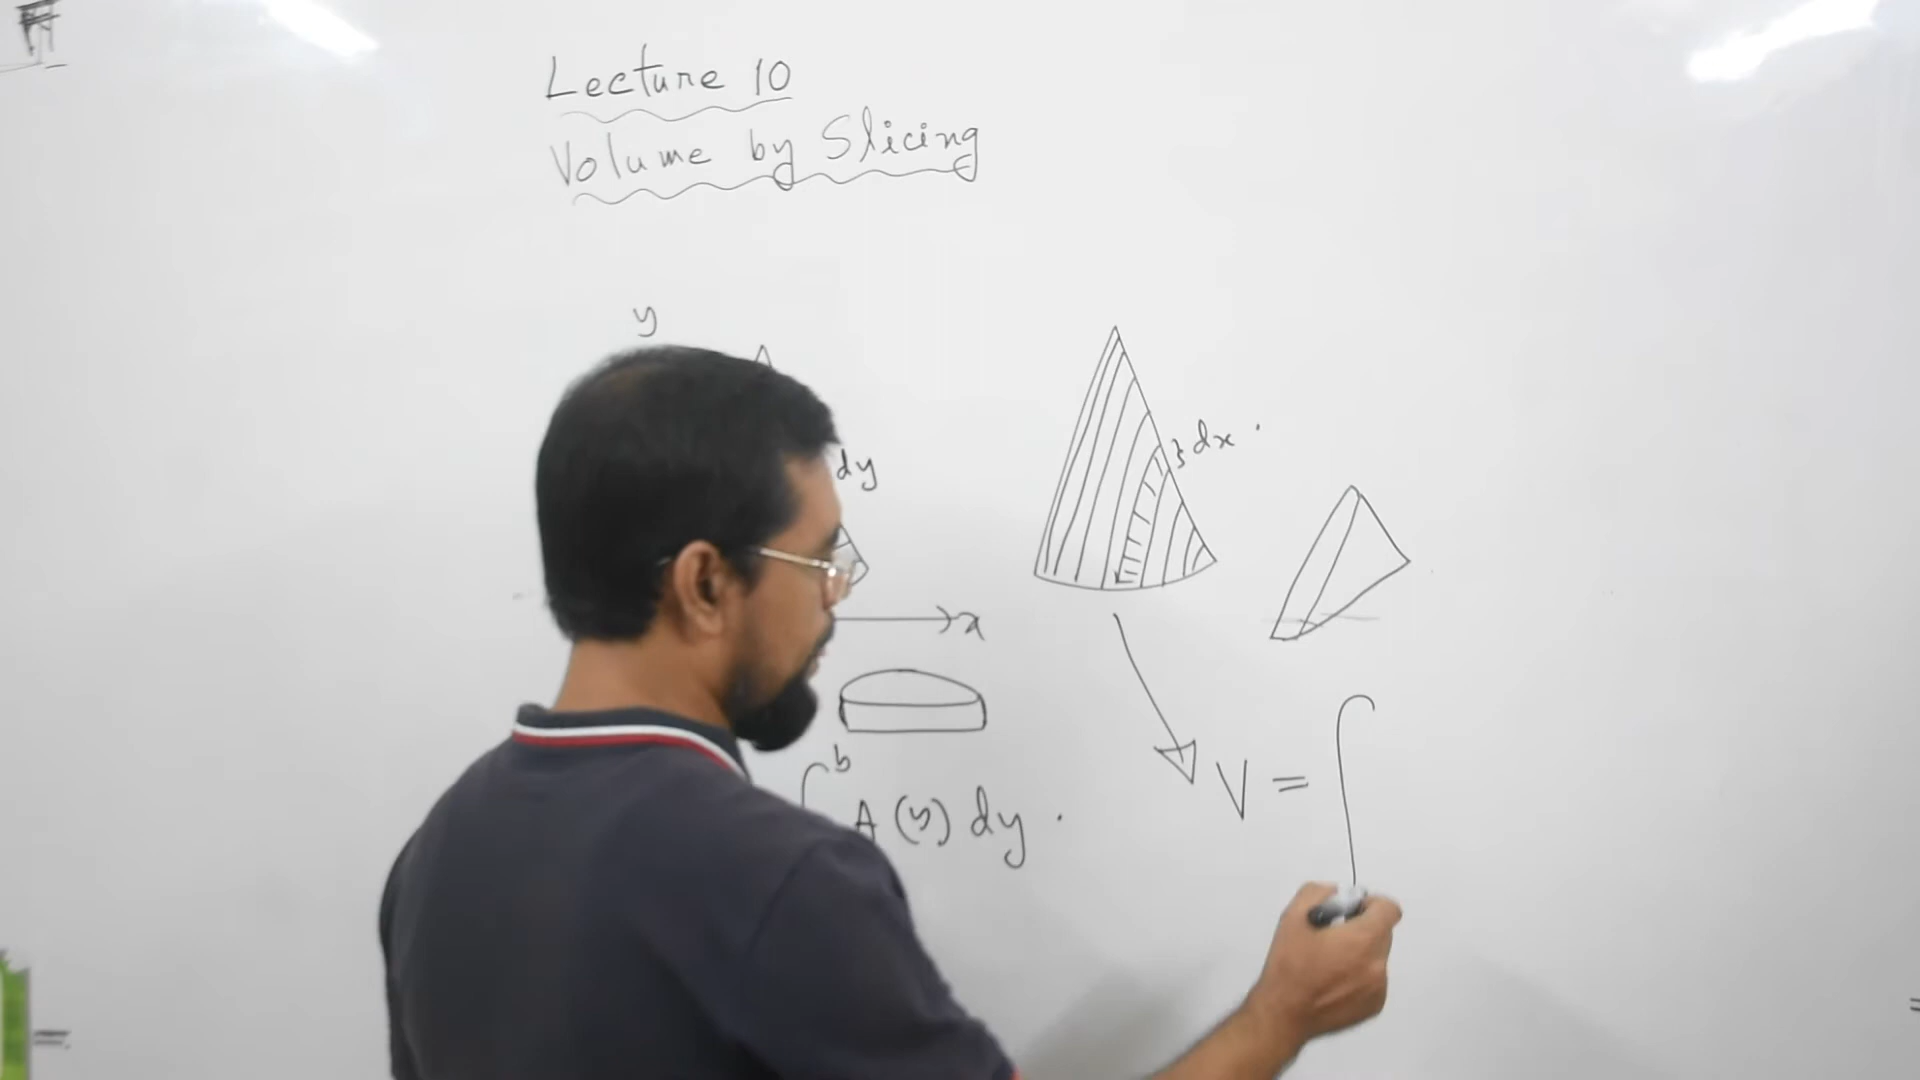 Lecture 10
Volume by Slicing
y
dy
} dx .
x
∫ b A (y) dy .
V = ∫